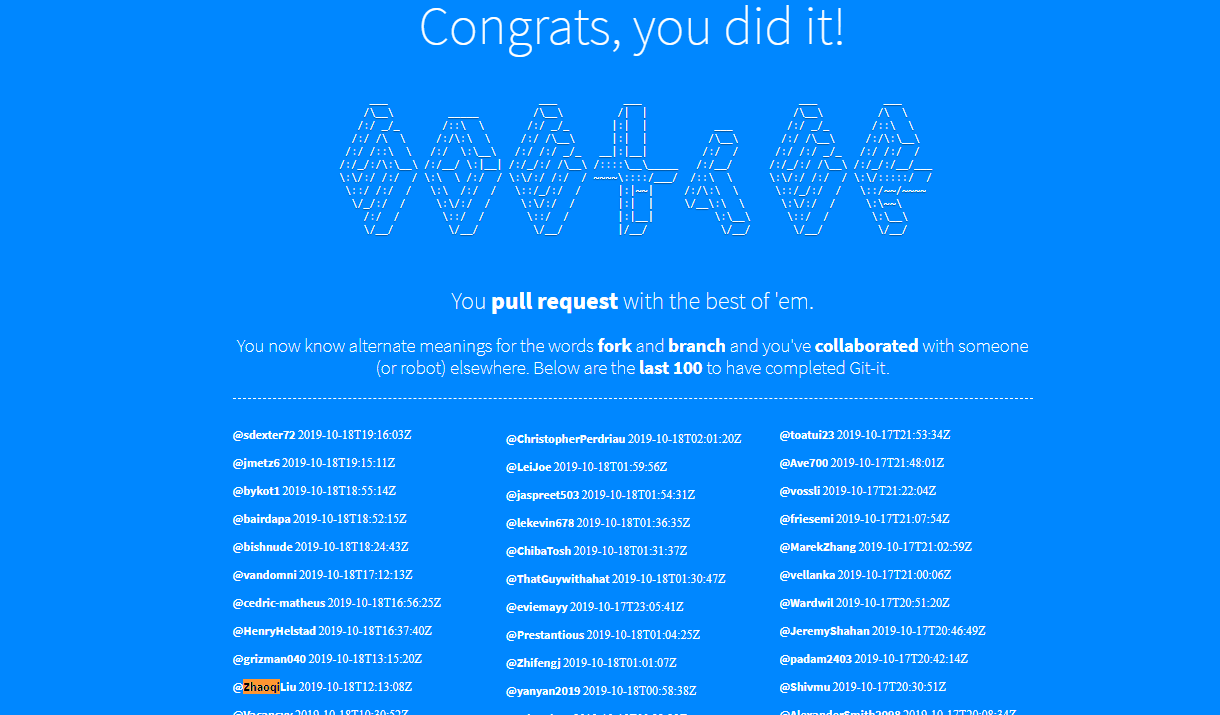 Congrats, you did it!
You pull request with the best of 'em.
You now know alternate meanings for the words fork and branch and you've collaborated with someone
(or robot) elsewhere. Below are the last 100 to have completed Git-it.
@sdexter72 2019-10-18T19:16:03Z
@jmetz6 2019-10-18T19:15:11Z
@bykot1 2019-10-18T18:55:14Z
@bairdapa 2019-10-18T18:52:15Z
@bishnude 2019-10-18T18:24:43Z
@vandomni 2019-10-18T17:12:13Z
@cedric-matheus 2019-10-18T16:56:25Z
@HenryHelstad 2019-10-18T16:37:40Z
@grizman040 2019-10-18T13:15:20Z
@ZhaoqiLiu 2019-10-18T12:13:08Z
@ChristopherPerdriau 2019-10-18T02:01:20Z
@LeiJoe 2019-10-18T01:59:56Z
@jaspreet503 2019-10-18T01:54:31Z
@lekevin678 2019-10-18T01:36:35Z
@ChibaTosh 2019-10-18T01:31:37Z
@ThatGuywithahat 2019-10-18T01:30:47Z
@eviemayy 2019-10-17T23:05:41Z
@Prestantious 2019-10-18T01:04:25Z
@Zhifengj 2019-10-18T01:01:07Z
@yanyan2019 2019-10-18T00:58:38Z
@toatui23 2019-10-17T21:53:34Z
@Ave700 2019-10-17T21:48:01Z
@vossli 2019-10-17T21:22:04Z
@friesemi 2019-10-17T21:07:54Z
@MarekZhang 2019-10-17T21:02:59Z
@vellanka 2019-10-17T21:00:06Z
@Wardwil 2019-10-17T20:51:20Z
@JeremyShahan 2019-10-17T20:46:49Z
@padam2403 2019-10-17T20:42:14Z
@Shivmu 2019-10-17T20:30:51Z